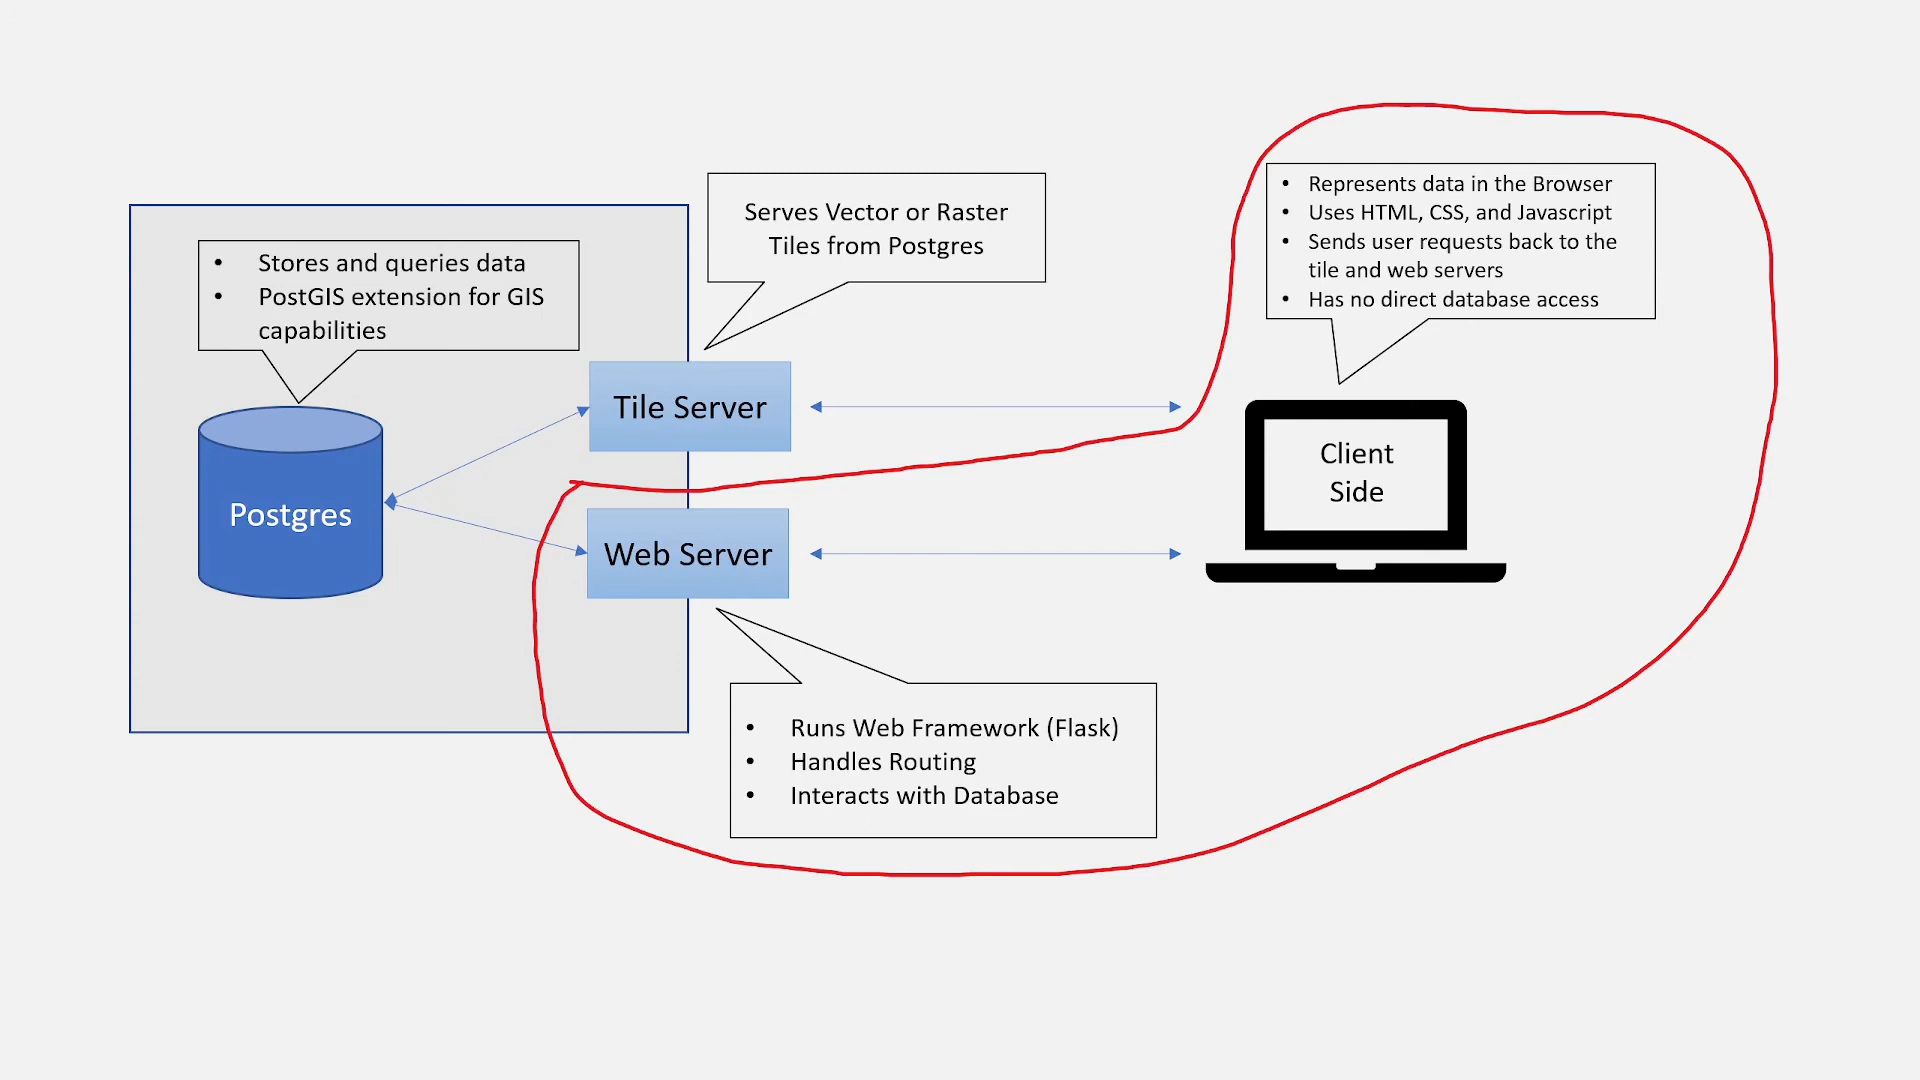 • Stores and queries data
• PostGIS extension for GIS
capabilities
Postgres
Serves Vector or Raster
Tiles from Postgres
Tile Server
Web Server
• Runs Web Framework (Flask)
• Handles Routing
• Interacts with Database
• Represents data in the Browser
• Uses HTML, CSS, and Javascript
• Sends user requests back to the
tile and web servers
• Has no direct database access
Client
Side